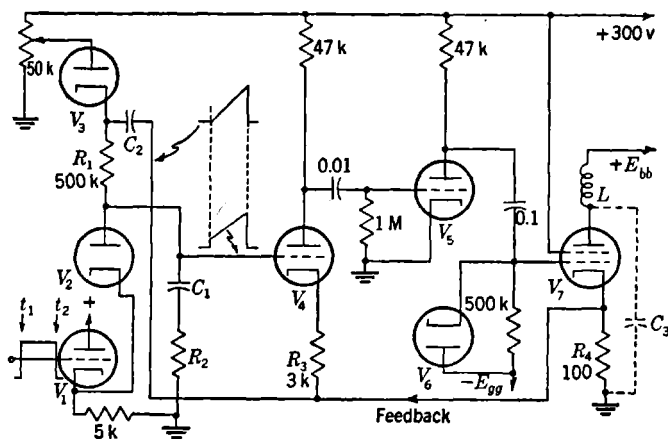 50 k
V3
C2
R1
500 k
V2
t1 t2
+
V1
5 k
C1
R2
47 k
0.01
1 M
V4
R3
3 k
47 k
V5
0.1
500 k
V6
−Egg
+300 v
+Ebb
L
V7
C3
R4
100
Feedback